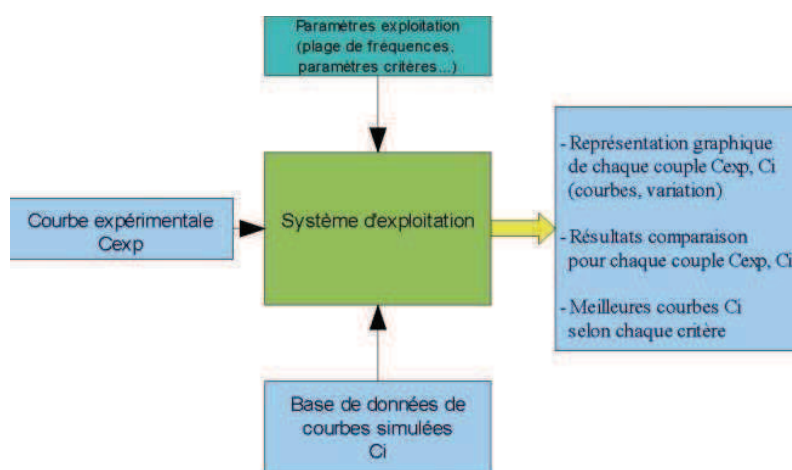 Paramètres exploitation
(plage de fréquences,
paramètres critères...)
Courbe expérimentale
Cexp
Système d'exploitation
- Représentation graphique
de chaque couple Cexp, Ci
(courbes, variation)
- Résultats comparaison
pour chaque couple Cexp, Ci
- Meilleures courbes Ci
selon chaque critère
Base de données de
courbes simulées
Ci